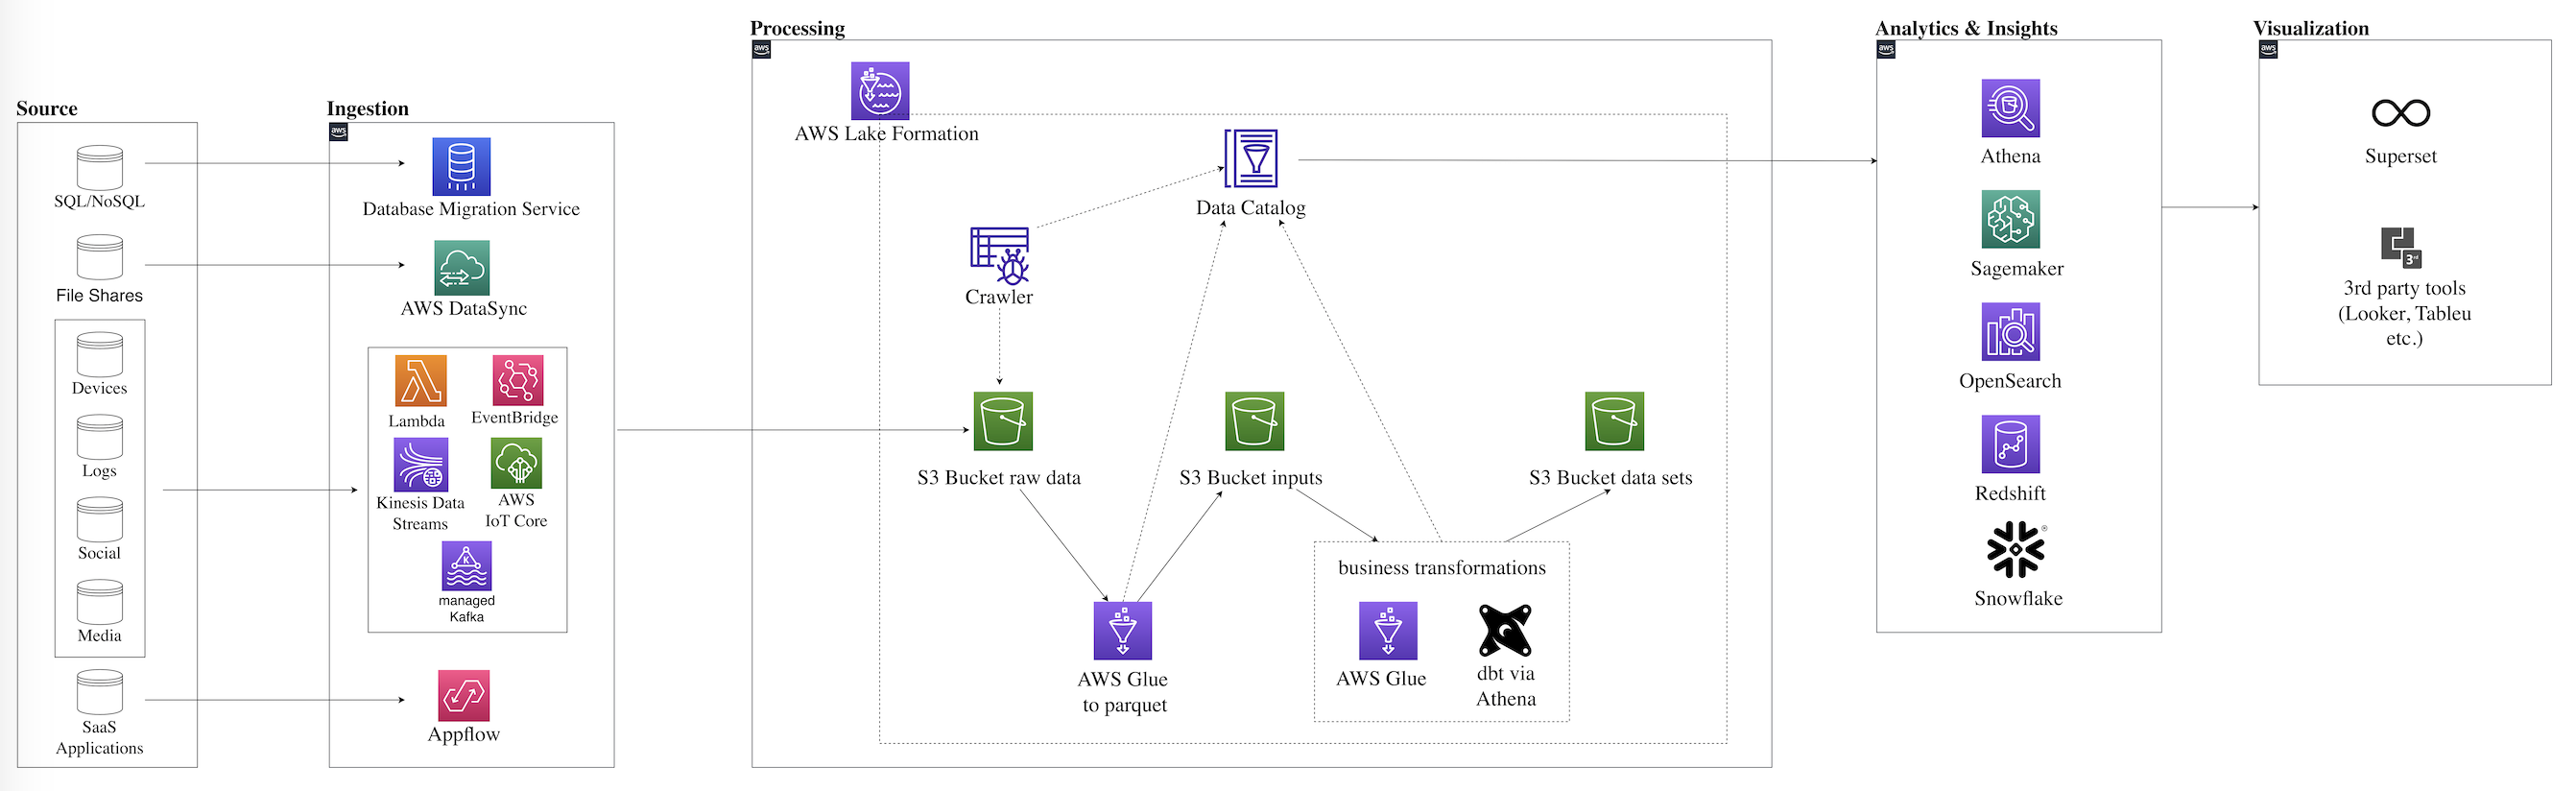 Source
SQL/NoSQL
File Shares
Devices
Logs
Social
Media
SaaS
Applications
Ingestion
aws
Database Migration Service
AWS DataSync
Lambda
EventBridge
Kinesis Data
Streams
AWS
IoT Core
K
managed
Kafka
Appflow
Processing
aws
AWS Lake Formation
Data Catalog
Crawler
S3 Bucket raw data
S3 Bucket inputs
S3 Bucket data sets
AWS Glue
to parquet
business transformations
AWS Glue
dbt via
Athena
Analytics & Insights
aws
Athena
Sagemaker
OpenSearch
Redshift
®
Snowflake
Visualization
aws
Superset
3rd
3rd party tools
(Looker, Tableu
etc.)